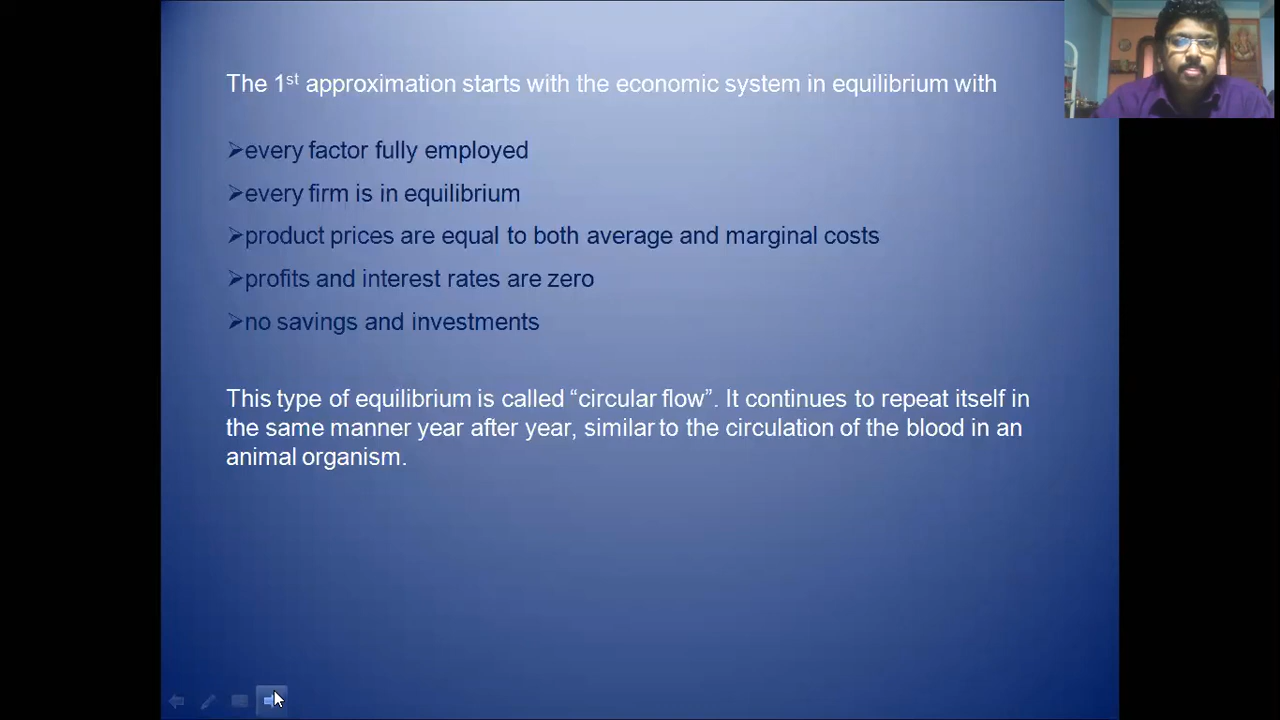 The 1st approximation starts with the economic system in equilibrium with
➢every factor fully employed
➢every firm is in equilibrium
➢product prices are equal to both average and marginal costs
➢profits and interest rates are zero
➢no savings and investments
This type of equilibrium is called “circular flow”. It continues to repeat itself in
the same manner year after year, similar to the circulation of the blood in an
animal organism.